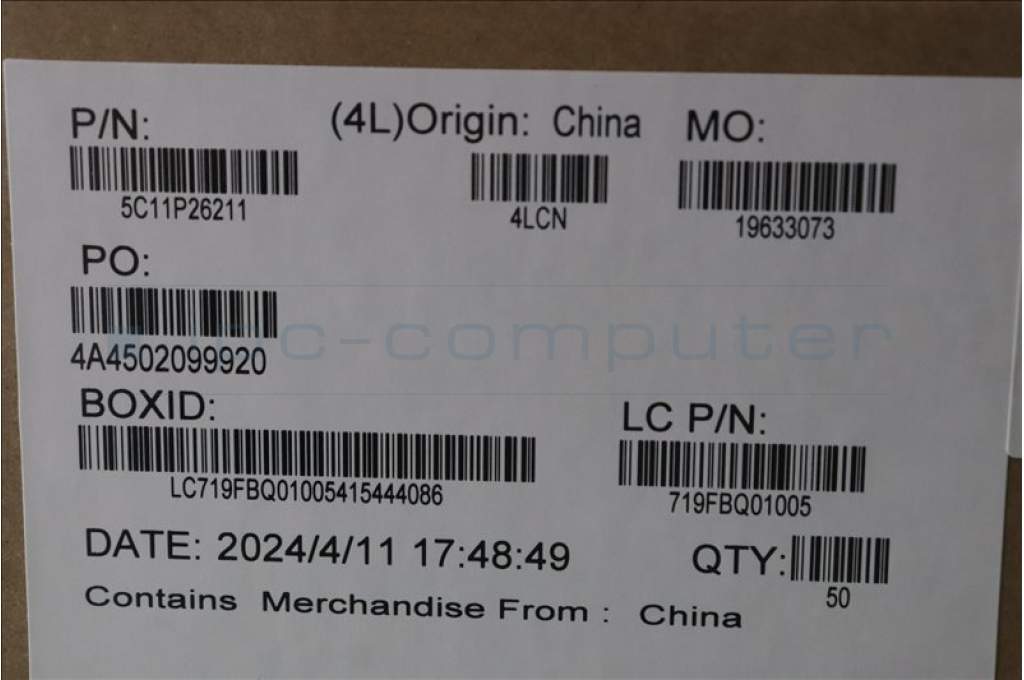 P/N: (4L)Origin: China MO:
5C11P26211 4LCN 19633073
PO:
4A4502099920
BOXID: LC P/N:
LC719FBQ01005415444086 719FBQ01005
DATE: 2024/4/11 17:48:49 QTY:
50
Contains Merchandise From : China
c-computer